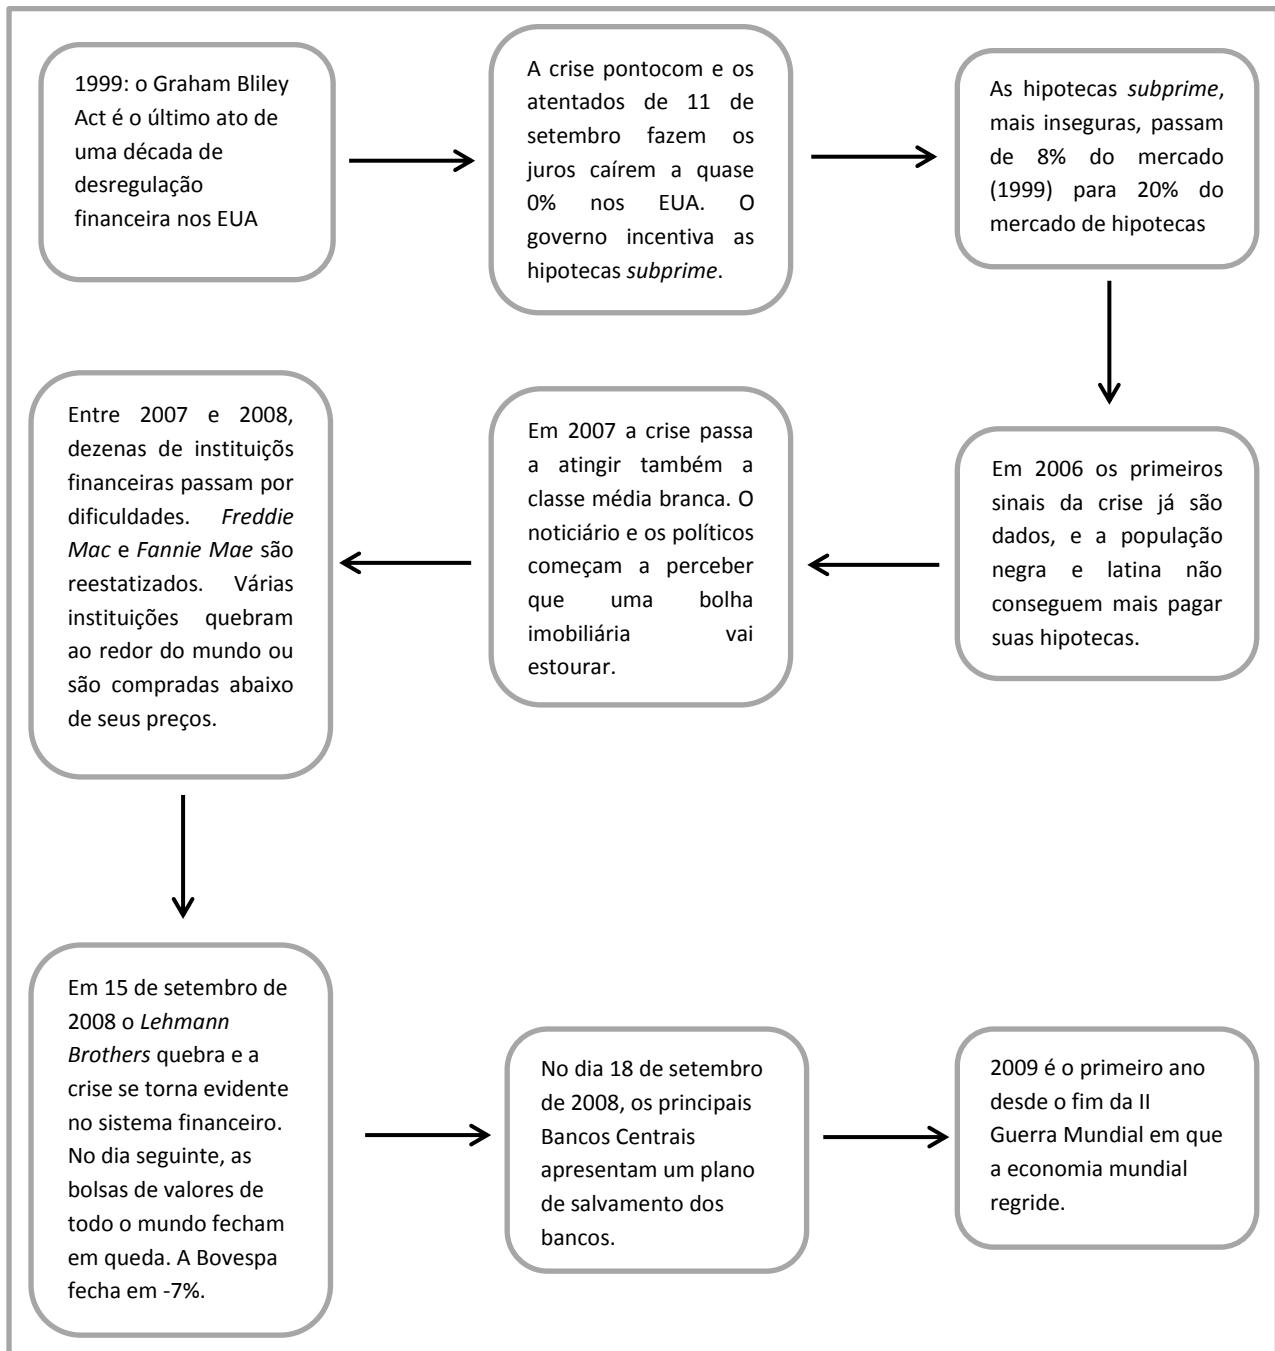 1999: o Graham Bliley
Act é o último ato de
uma década de
desregulação
financeira nos EUA
A crise pontocom e os
atentados de 11 de
setembro fazem os
juros caírem a quase
0% nos EUA. O
governo incentiva as
hipotecas subprime.
As hipotecas subprime,
mais inseguras, passam
de 8% do mercado
(1999) para 20% do
mercado de hipotecas
Em 2006 os primeiros
sinais da crise já são
dados, e a população
negra e latina não
conseguem mais pagar
suas hipotecas.
Em 2007 a crise passa
a atingir também a
classe média branca. O
noticiário e os políticos
começam a perceber
que uma bolha
imobiliária vai
estourar.
Entre 2007 e 2008,
dezenas de instituiçõs
financeiras passam por
dificuldades. Freddie
Mac e Fannie Mae são
reestatizados. Várias
instituições quebram
ao redor do mundo ou
são compradas abaixo
de seus preços.
Em 15 de setembro de
2008 o Lehmann
Brothers quebra e a
crise se torna evidente
no sistema financeiro.
No dia seguinte, as
bolsas de valores de
todo o mundo fecham
em queda. A Bovespa
fecha em -7%.
No dia 18 de setembro
de 2008, os principais
Bancos Centrais
apresentam um plano
de salvamento dos
bancos.
2009 é o primeiro ano
desde o fim da II
Guerra Mundial em que
a economia mundial
regride.